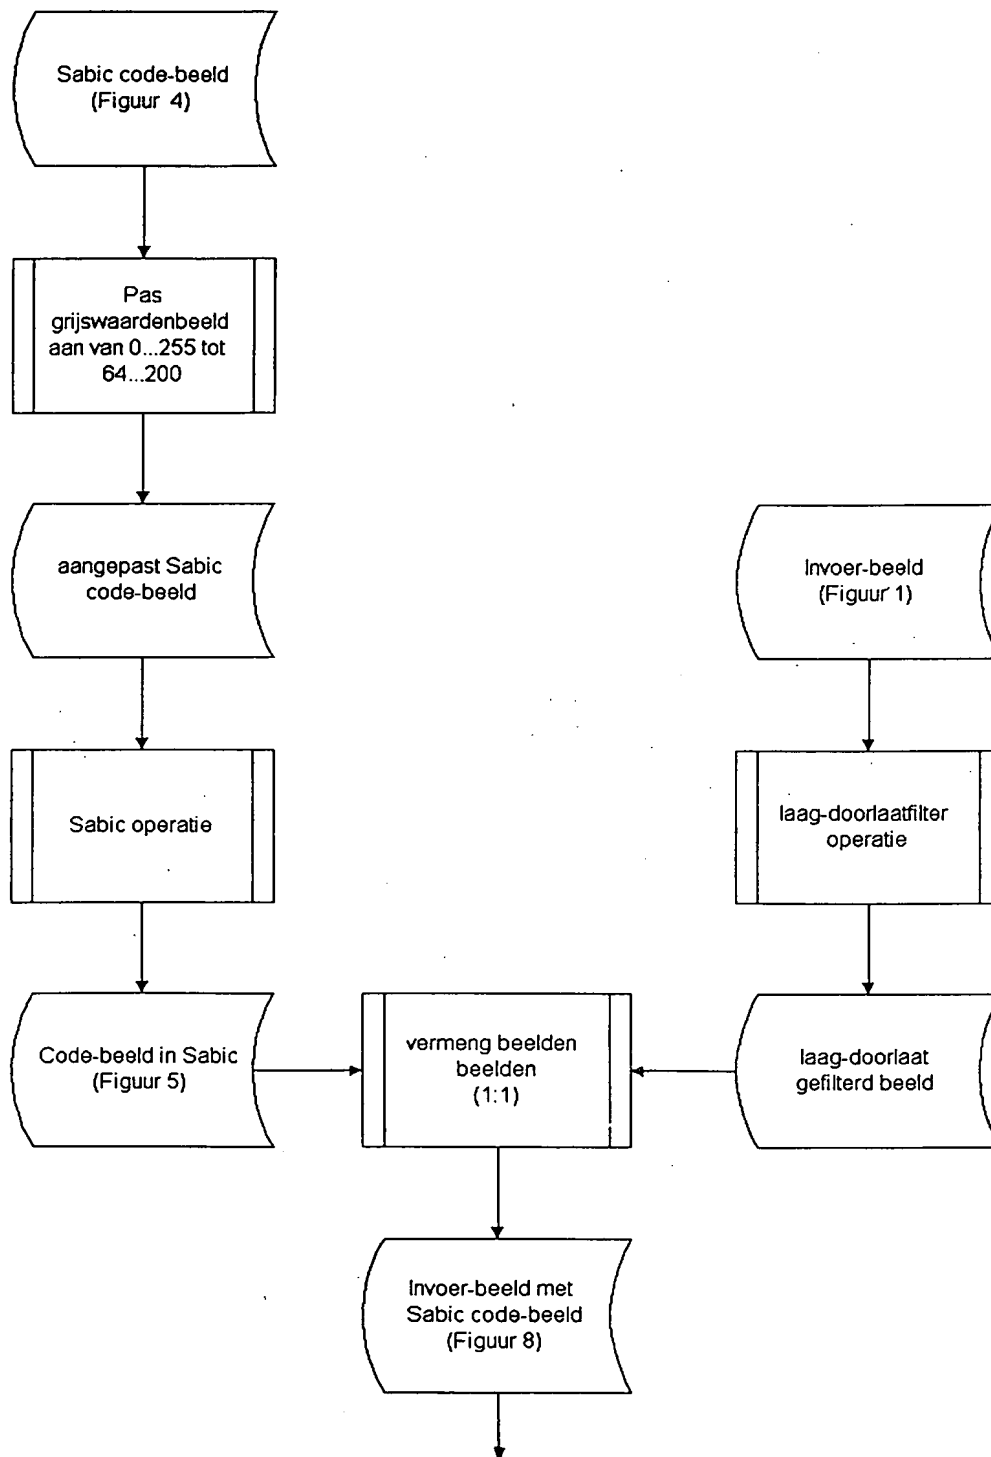 Sabic code-beeld
(Figuur 4)
Pas
grijswaardenbeeld
aan van 0...255 tot
64...200
aangepast Sabic
code-beeld
Invoer-beeld
(Figuur 1)
Sabic operatie
laag-doorlaatfilter
operatie
Code-beeld in Sabic
(Figuur 5)
vermeng beelden
beelden
(1:1)
laag-doorlaat
gefilterd beeld
Invoer-beeld met
Sabic code-beeld
(Figuur 8)